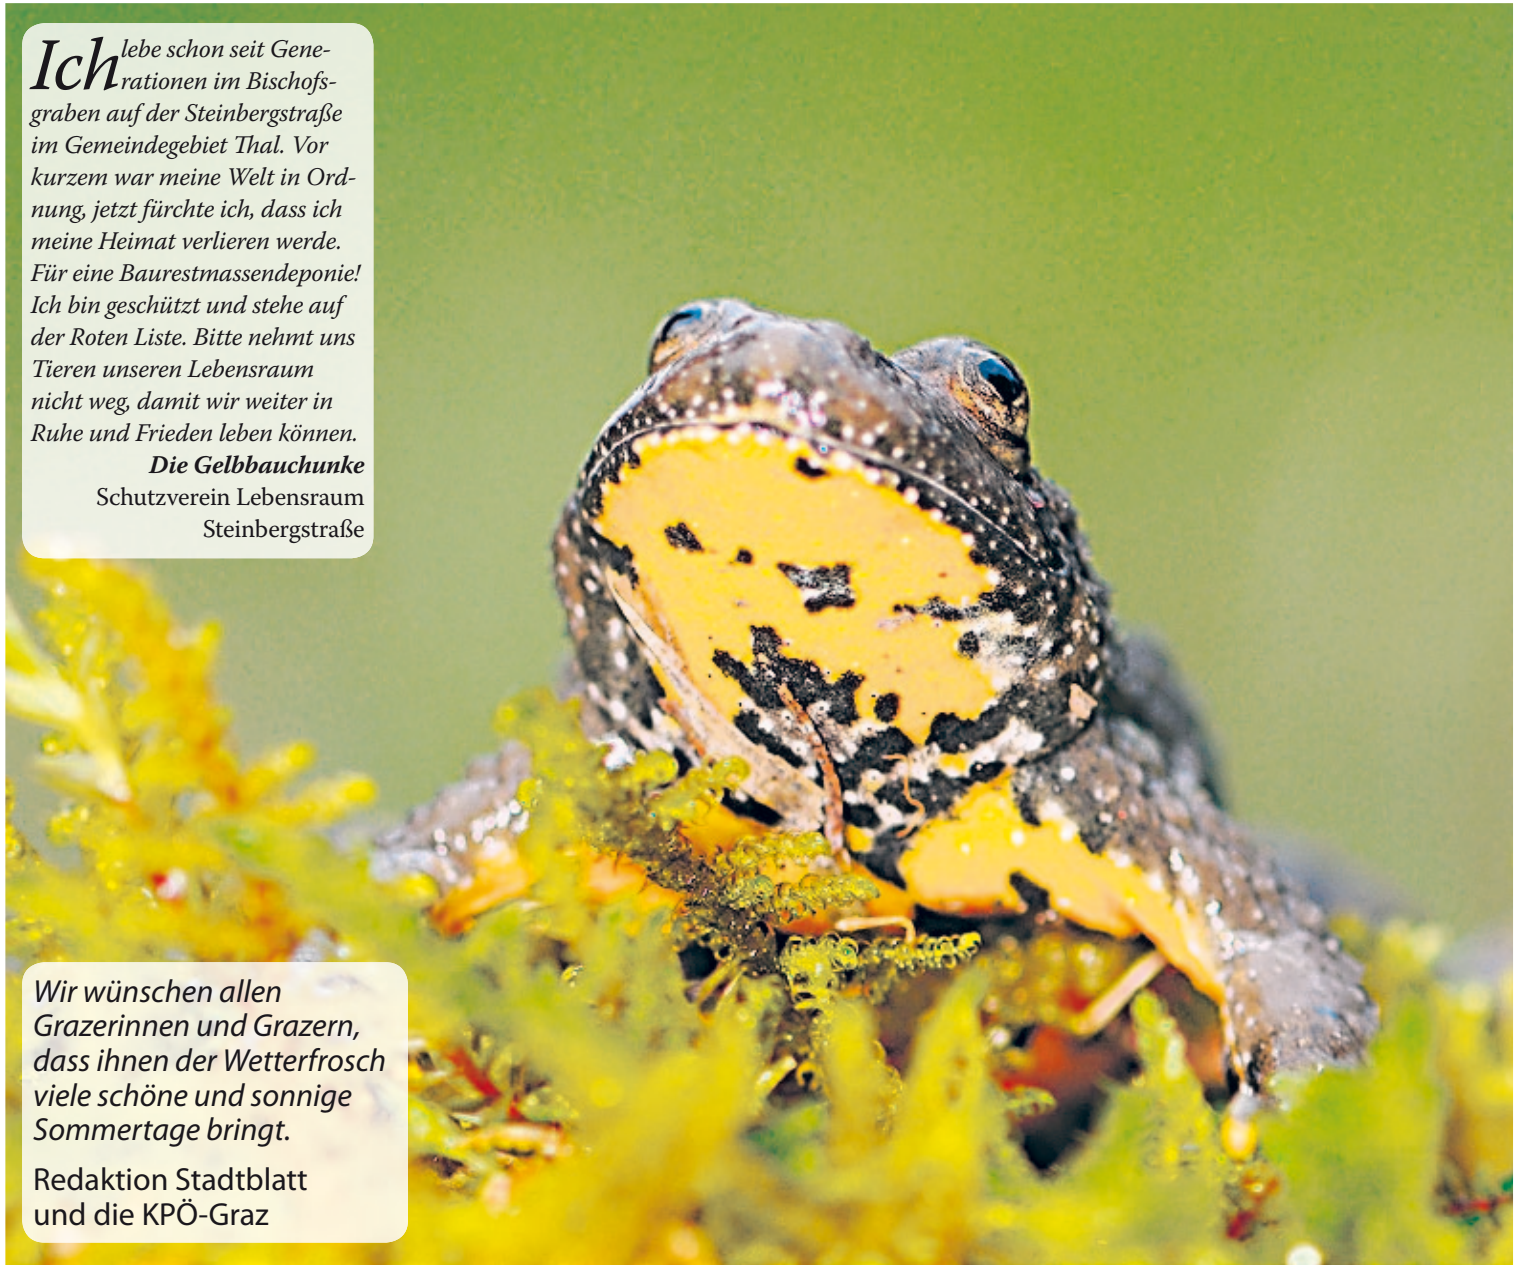 Ich lebe schon seit Gene-
rationen im Bischofs-
graben auf der Steinbergstraße
im Gemeindegebiet Thal. Vor
kurzem war meine Welt in Ord-
nung, jetzt fürchte ich, dass ich
meine Heimat verlieren werde.
Für eine Baurestmassendeponie!
Ich bin geschützt und stehe auf
der Roten Liste. Bitte nehmt uns
Tieren unseren Lebensraum
nicht weg, damit wir weiter in
Ruhe und Frieden leben können.
Die Gelbbauchunke
Schutzverein Lebensraum
Steinbergstraße
Wir wünschen allen
Grazerinnen und Grazern,
dass ihnen der Wetterfrosch
viele schöne und sonnige
Sommertage bringt.
Redaktion Stadtblatt
und die KPÖ-Graz